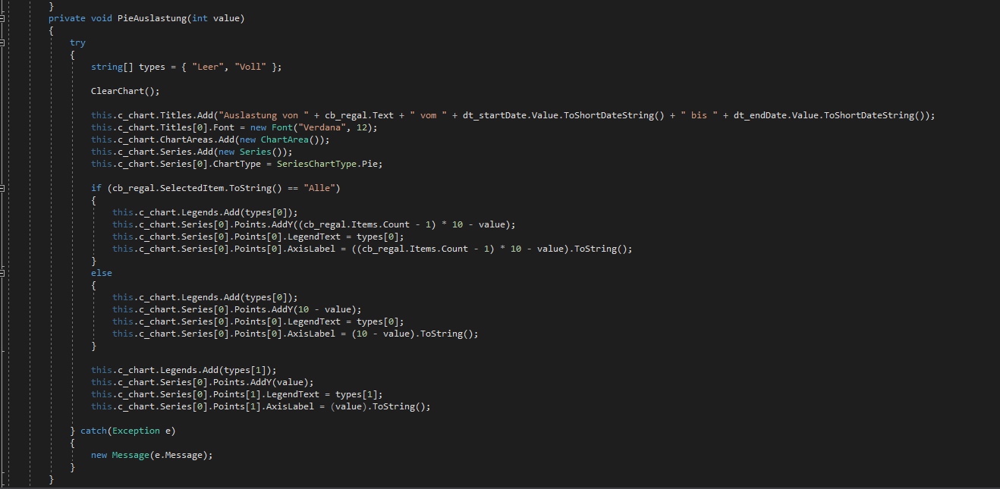 }
private void PieAuslastung(int value)
{
try
{
string[] types = { "Leer", "Voll" };
ClearChart();
this.c_chart.Titles.Add("Auslastung von " + cb_regal.Text + " vom " + dt_startDate.Value.ToShortDateString() + " bis " + dt_endDate.Value.ToShortDateString());
this.c_chart.Titles[0].Font = new Font("Verdana", 12);
this.c_chart.ChartAreas.Add(new ChartArea());
this.c_chart.Series.Add(new Series());
this.c_chart.Series[0].ChartType = SeriesChartType.Pie;
if (cb_regal.SelectedItem.ToString() == "Alle")
{
this.c_chart.Legends.Add(types[0]);
this.c_chart.Series[0].Points.AddY((cb_regal.Items.Count - 1) * 10 - value);
this.c_chart.Series[0].Points[0].LegendText = types[0];
this.c_chart.Series[0].Points[0].AxisLabel = ((cb_regal.Items.Count - 1) * 10 - value).ToString();
}
else
{
this.c_chart.Legends.Add(types[0]);
this.c_chart.Series[0].Points.AddY(10 - value);
this.c_chart.Series[0].Points[0].LegendText = types[0];
this.c_chart.Series[0].Points[0].AxisLabel = (10 - value).ToString();
}
this.c_chart.Legends.Add(types[1]);
this.c_chart.Series[0].Points.AddY(value);
this.c_chart.Series[0].Points[1].LegendText = types[1];
this.c_chart.Series[0].Points[1].AxisLabel = (value).ToString();
} catch(Exception e)
{
new Message(e.Message);
}
}